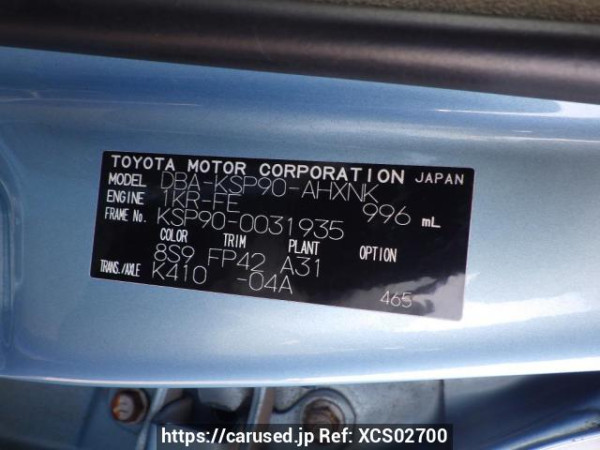 TOYOTA MOTOR CORPORATION JAPAN
MODEL DBA-KSP90-AHXNK
ENGINE 1KR-FE 996 mL
FRAME No. KSP90-0031935
COLOR TRIM PLANT OPTION
8S9 FP42 A31
TRANS./AXLE K410 -04A
465
https://carused.jp Ref: XCS02700